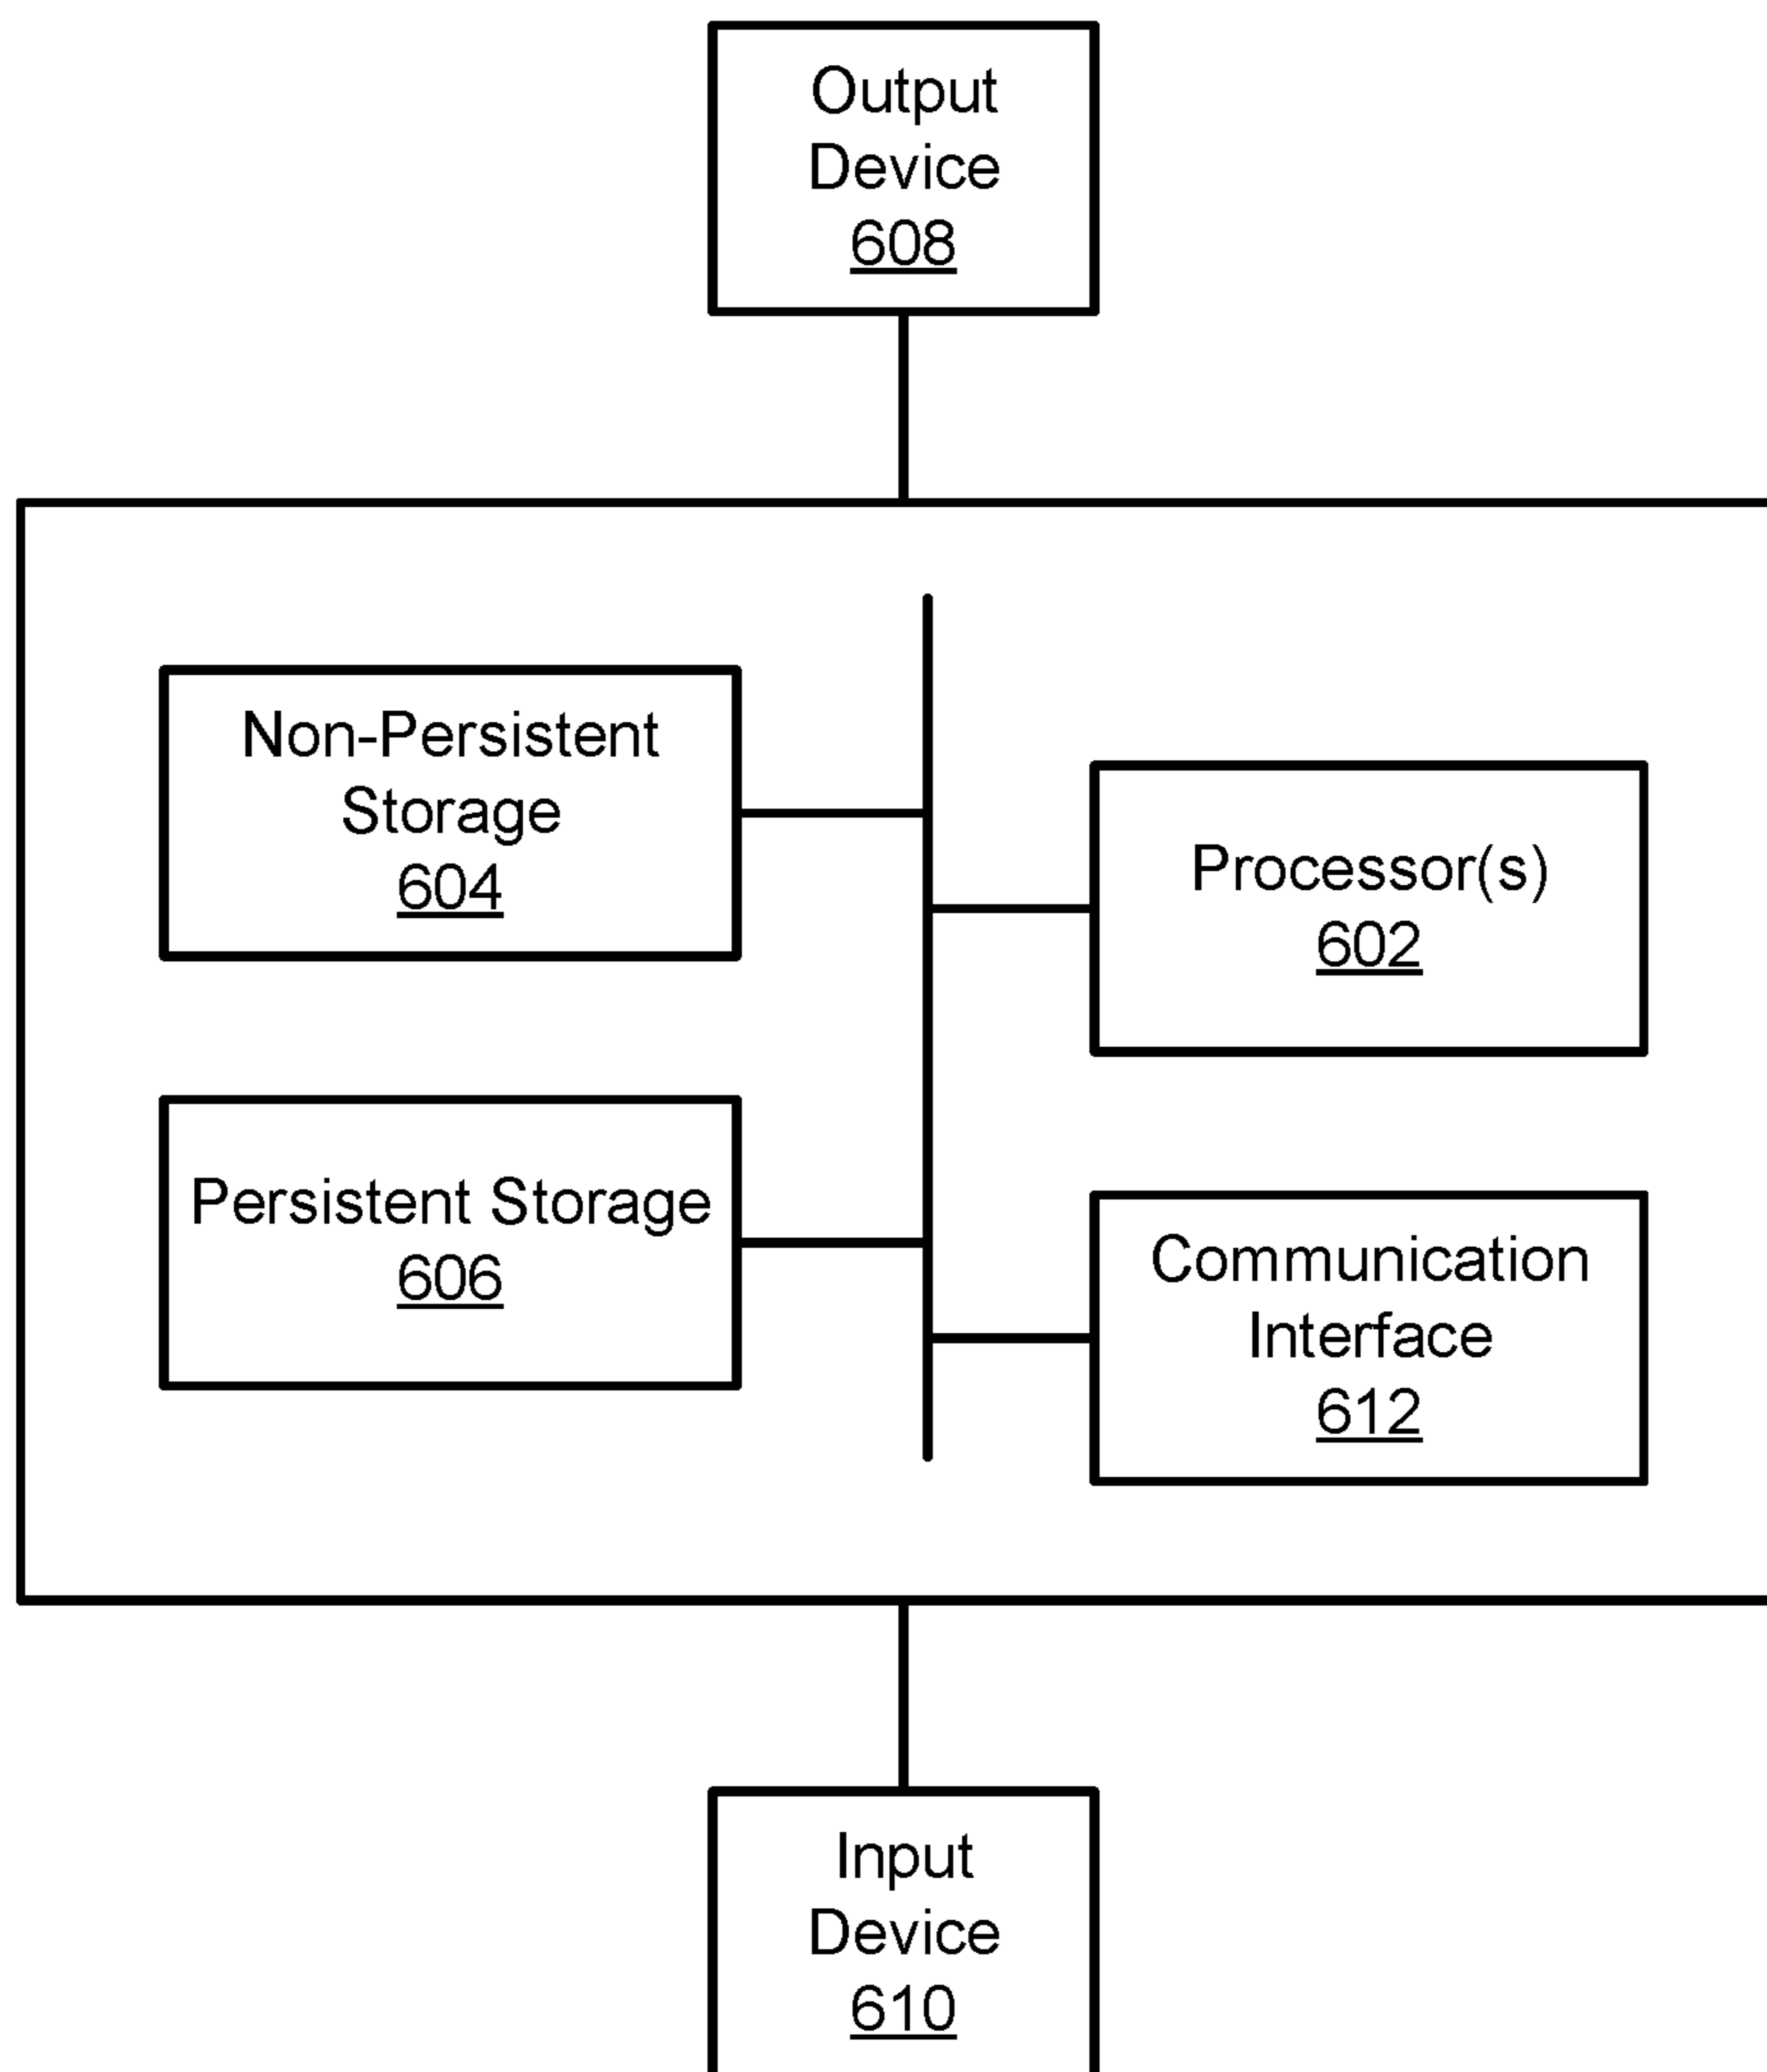 Output
Device
608
Non-Persistent
Storage
604
Processor(s)
602
Persistent Storage
606
Communication
Interface
612
Input
Device
610